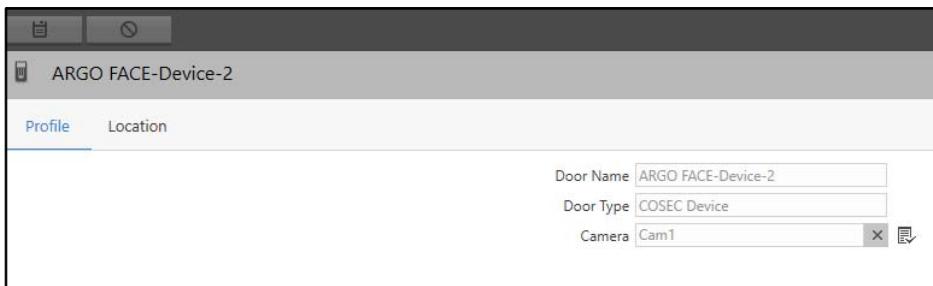 ARGO FACE-Device-2
Profile Location
Door Name ARGO FACE-Device-2
Door Type COSEC Device
Camera Cam1